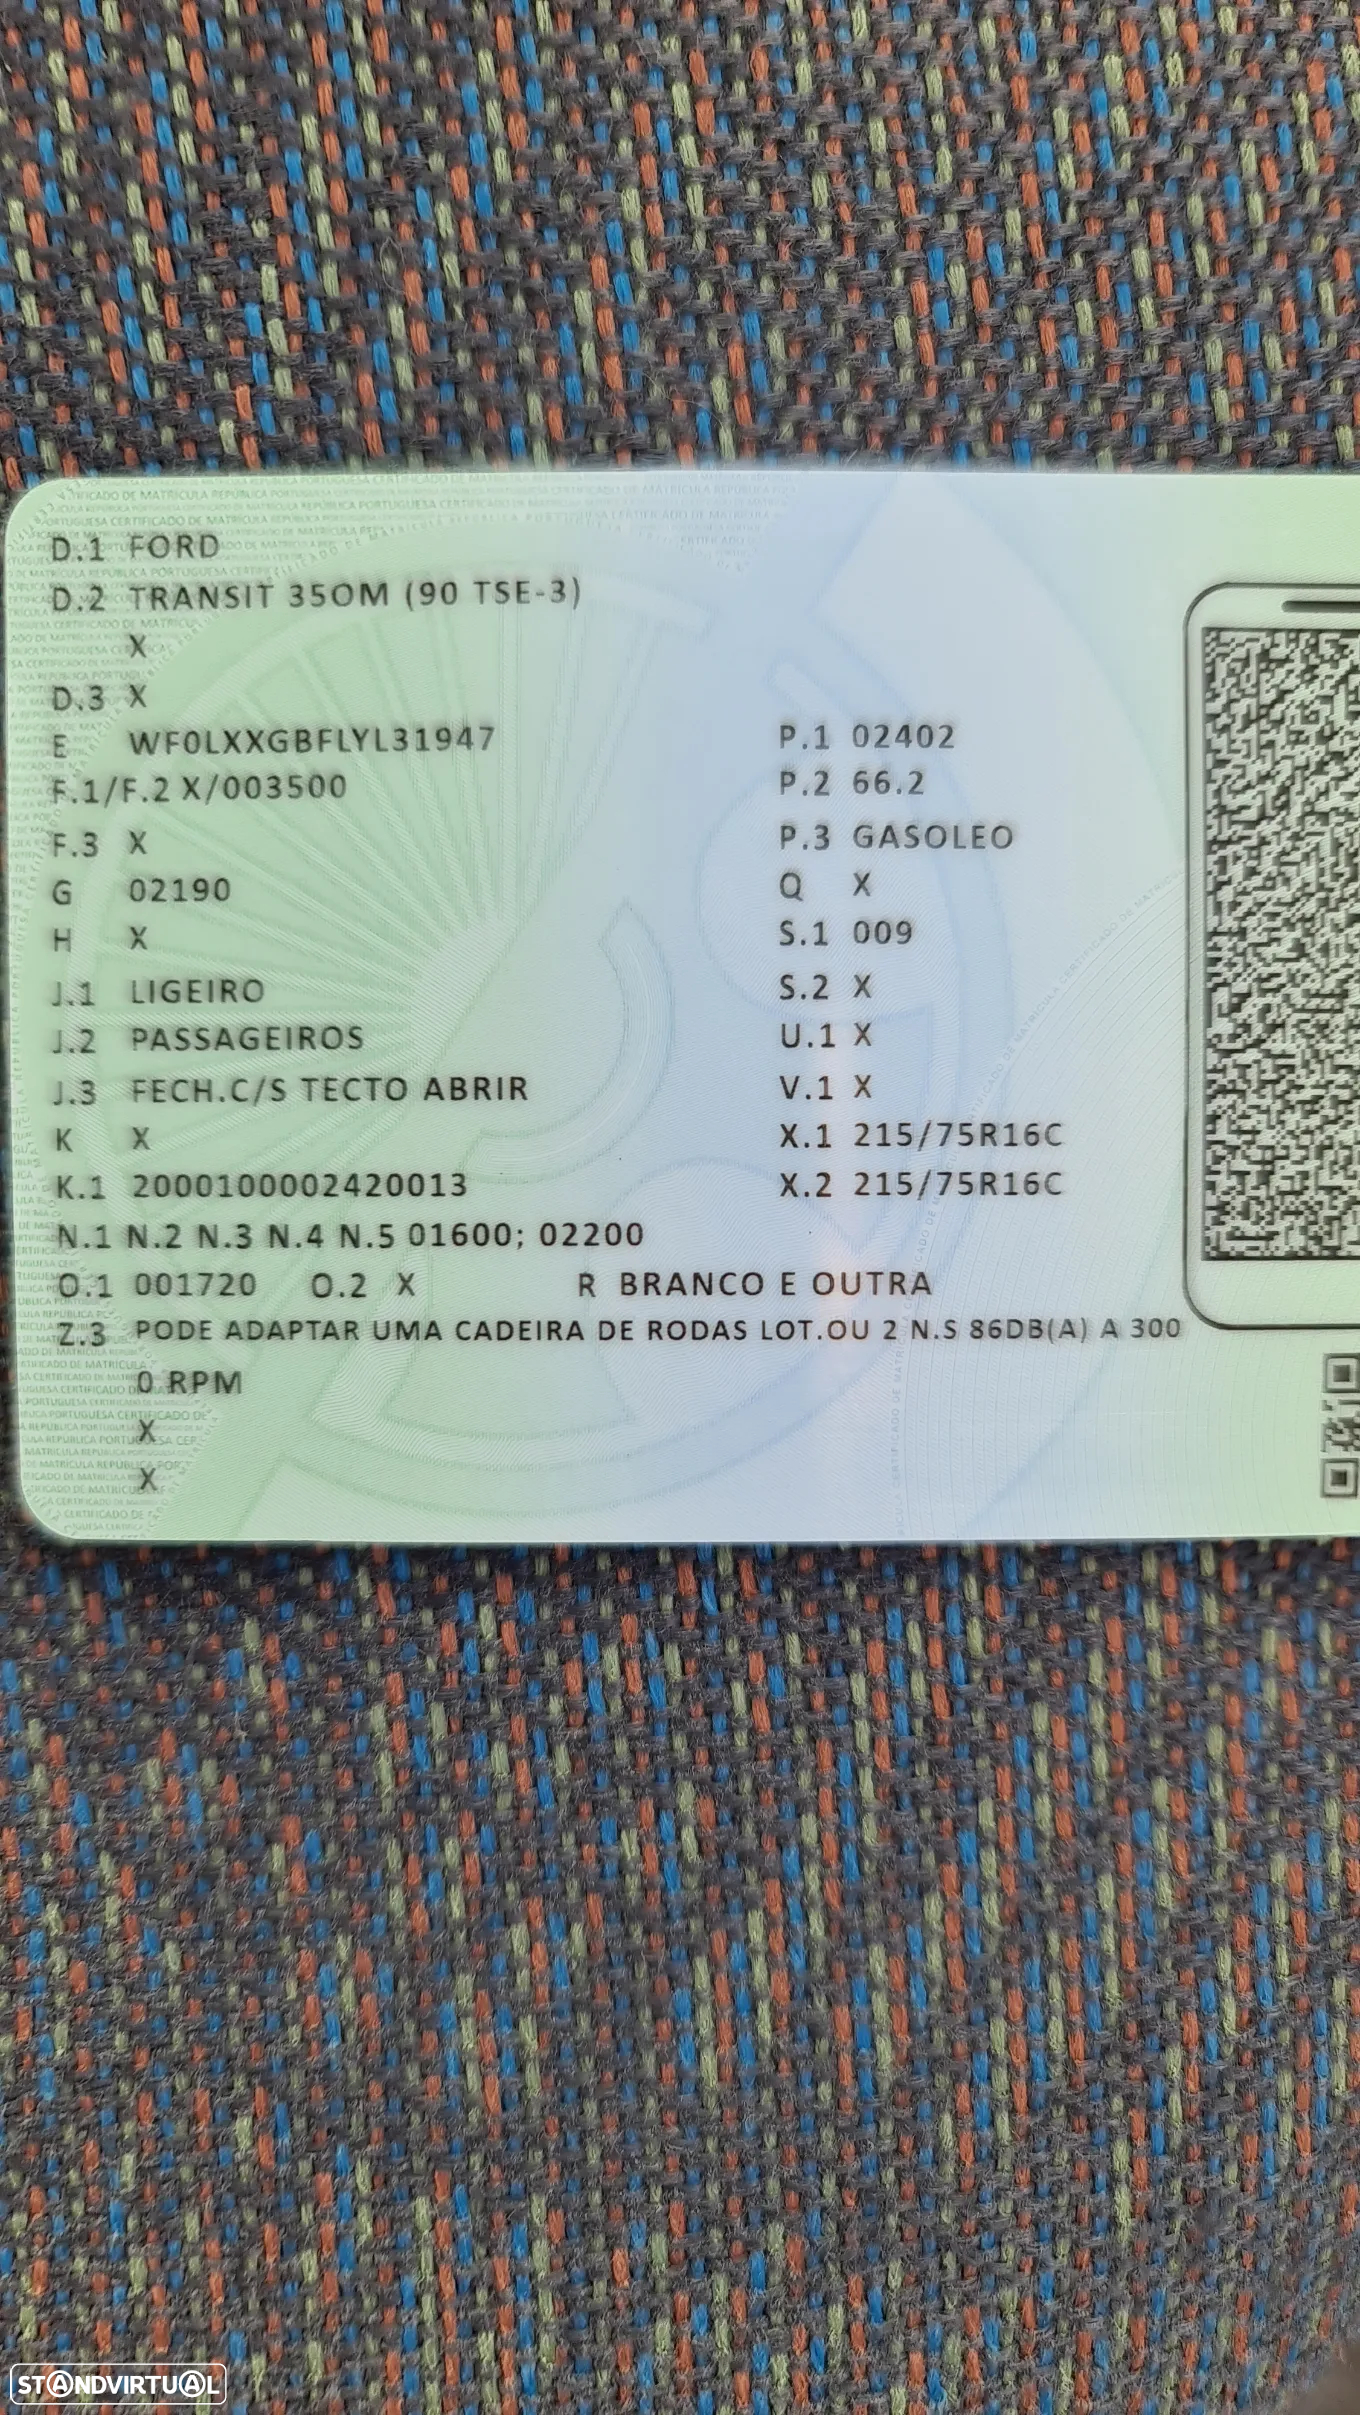 D.1 FORD
D.2 TRANSIT 350M (90 TSE-3)
X
D.3 X
E WF0LXXGBFLYL31947
P.1 02402
F.1/F.2 X/003500
P.2 66.2
F.3 X
P.3 GASOLEO
G 02190
Q X
H X
S.1 009
J.1 LIGEIRO
S.2 X
J.2 PASSAGEIROS
U.1 X
J.3 FECH.C/S TECTO ABRIR
V.1 X
K X
X.1 215/75R16C
K.1 2000100002420013
X.2 215/75R16C
N.1 N.2 N.3 N.4 N.5 01600; 02200
O.1 001720 O.2 X R BRANCO E OUTRA
Z.3 PODE ADAPTAR UMA CADEIRA DE RODAS LOT.OU 2 N.S 86DB(A) A 300
0 RPM
X
X
STANDVIRTUAL